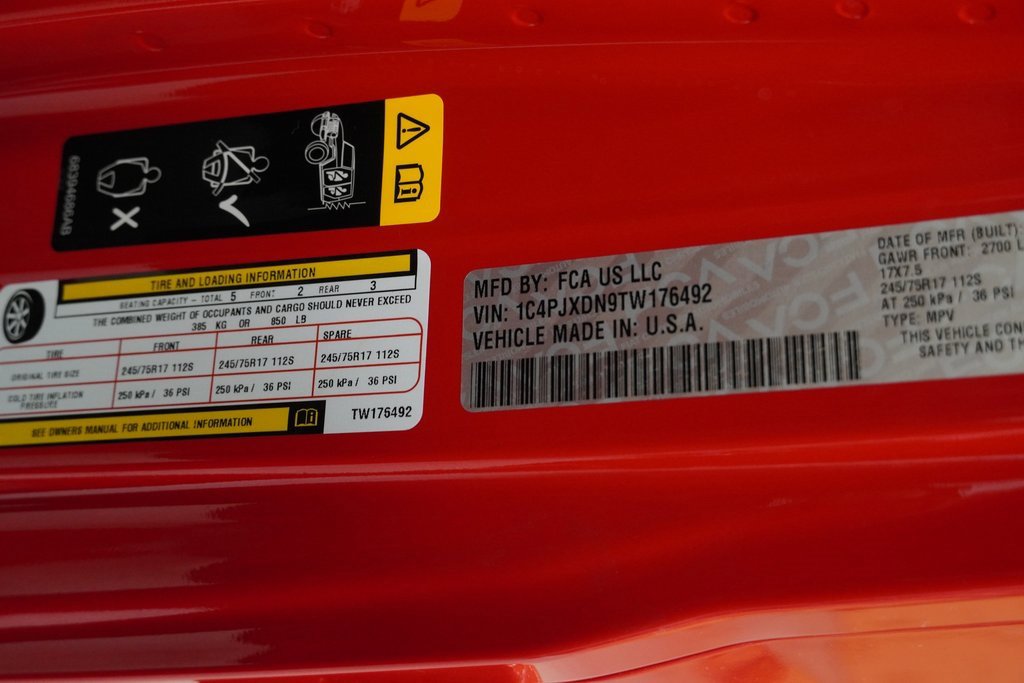 68394686AB
TIRE AND LOADING INFORMATION
SEATING CAPACITY - TOTAL 5 FRONT 2 REAR 3
THE COMBINED WEIGHT OF OCCUPANTS AND CARGO SHOULD NEVER EXCEED
385 KG OR 850 LB
TIRE FRONT REAR SPARE
ORIGINAL TIRE SIZE 245/75R17 112S 245/75R17 112S 245/75R17 112S
COLD TIRE INFLATION PRESSURE 250 kPa / 36 PSI 250 kPa / 36 PSI 250 kPa / 36 PSI
SEE OWNERS MANUAL FOR ADDITIONAL INFORMATION
TW176492
MFD BY: FCA US LLC
VIN: 1C4PJXDN9TW176492
VEHICLE MADE IN: U.S.A.
DATE OF MFR (BUILT):
GAWR FRONT: 2700 L
17X7.5
245/75R17 112S
AT 250 kPa / 36 PSI
TYPE: MPV
THIS VEHICLE CON
SAFETY AND TH